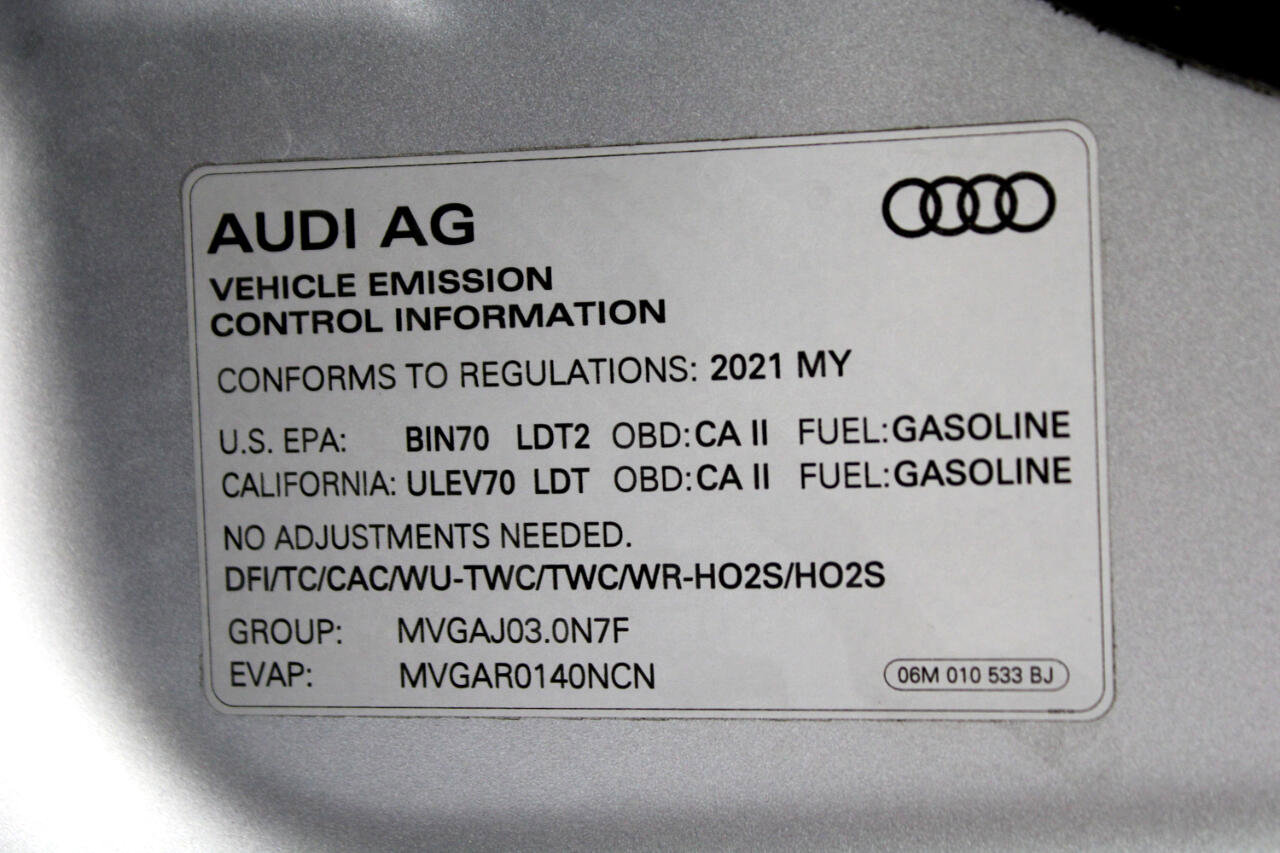 AUDI AG
VEHICLE EMISSION
CONTROL INFORMATION
CONFORMS TO REGULATIONS: 2021 MY
U.S. EPA: BIN70 LDT2 OBD:CA II FUEL:GASOLINE
CALIFORNIA: ULEV70 LDT OBD:CA II FUEL:GASOLINE
NO ADJUSTMENTS NEEDED.
DFI/TC/CAC/WU-TWC/TWC/WR-HO2S/HO2S
GROUP: MVGAJ03.0N7F
EVAP: MVGAR0140NCN
06M 010 533 BJ